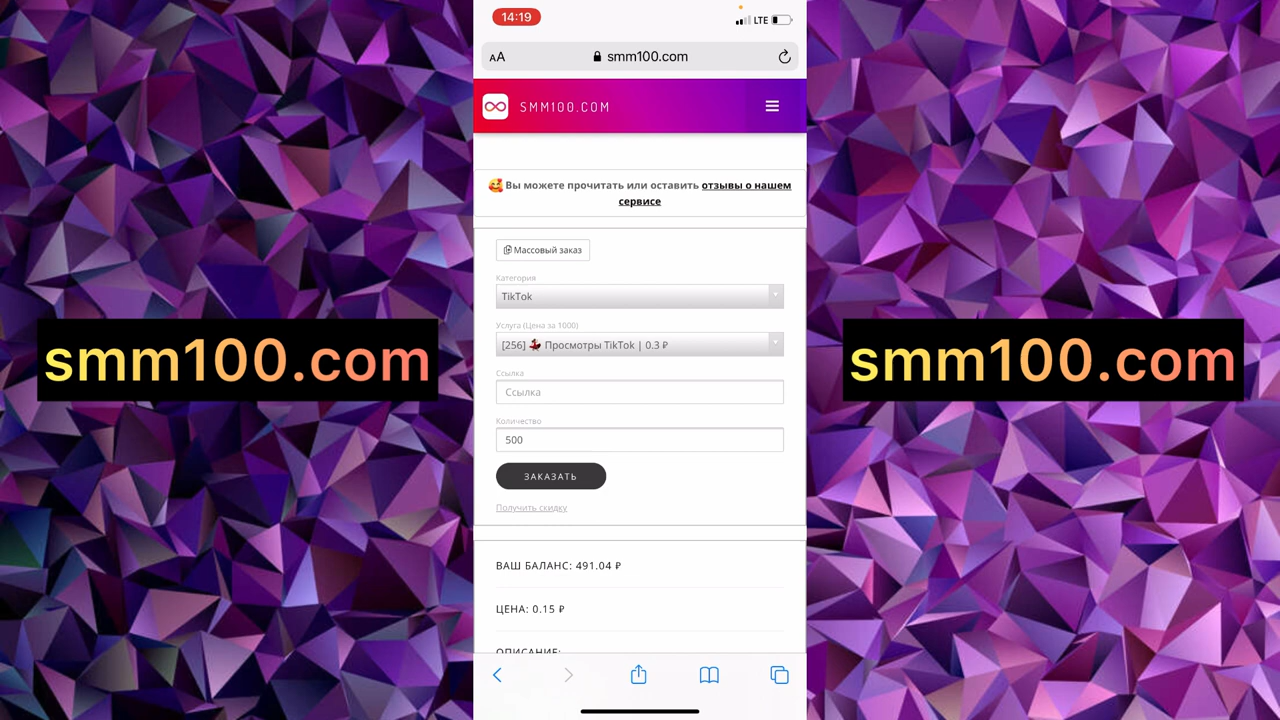 14:19
LTE
AA
smm100.com
SMM100.COM
Вы можете прочитать или оставить отзывы о нашем
сервисе
Массовый заказ
Категория
TikTok
Услуга (Цена за 1000)
[256] 💃 Просмотры TikTok | 0.3 ₽
Ссылка
Ссылка
Количество
500
ЗАКАЗАТЬ
Получить скидку
ВАШ БАЛАНС: 491.04 ₽
ЦЕНА: 0.15 ₽
ОПИСАНИЕ:
smm100.com
smm100.com